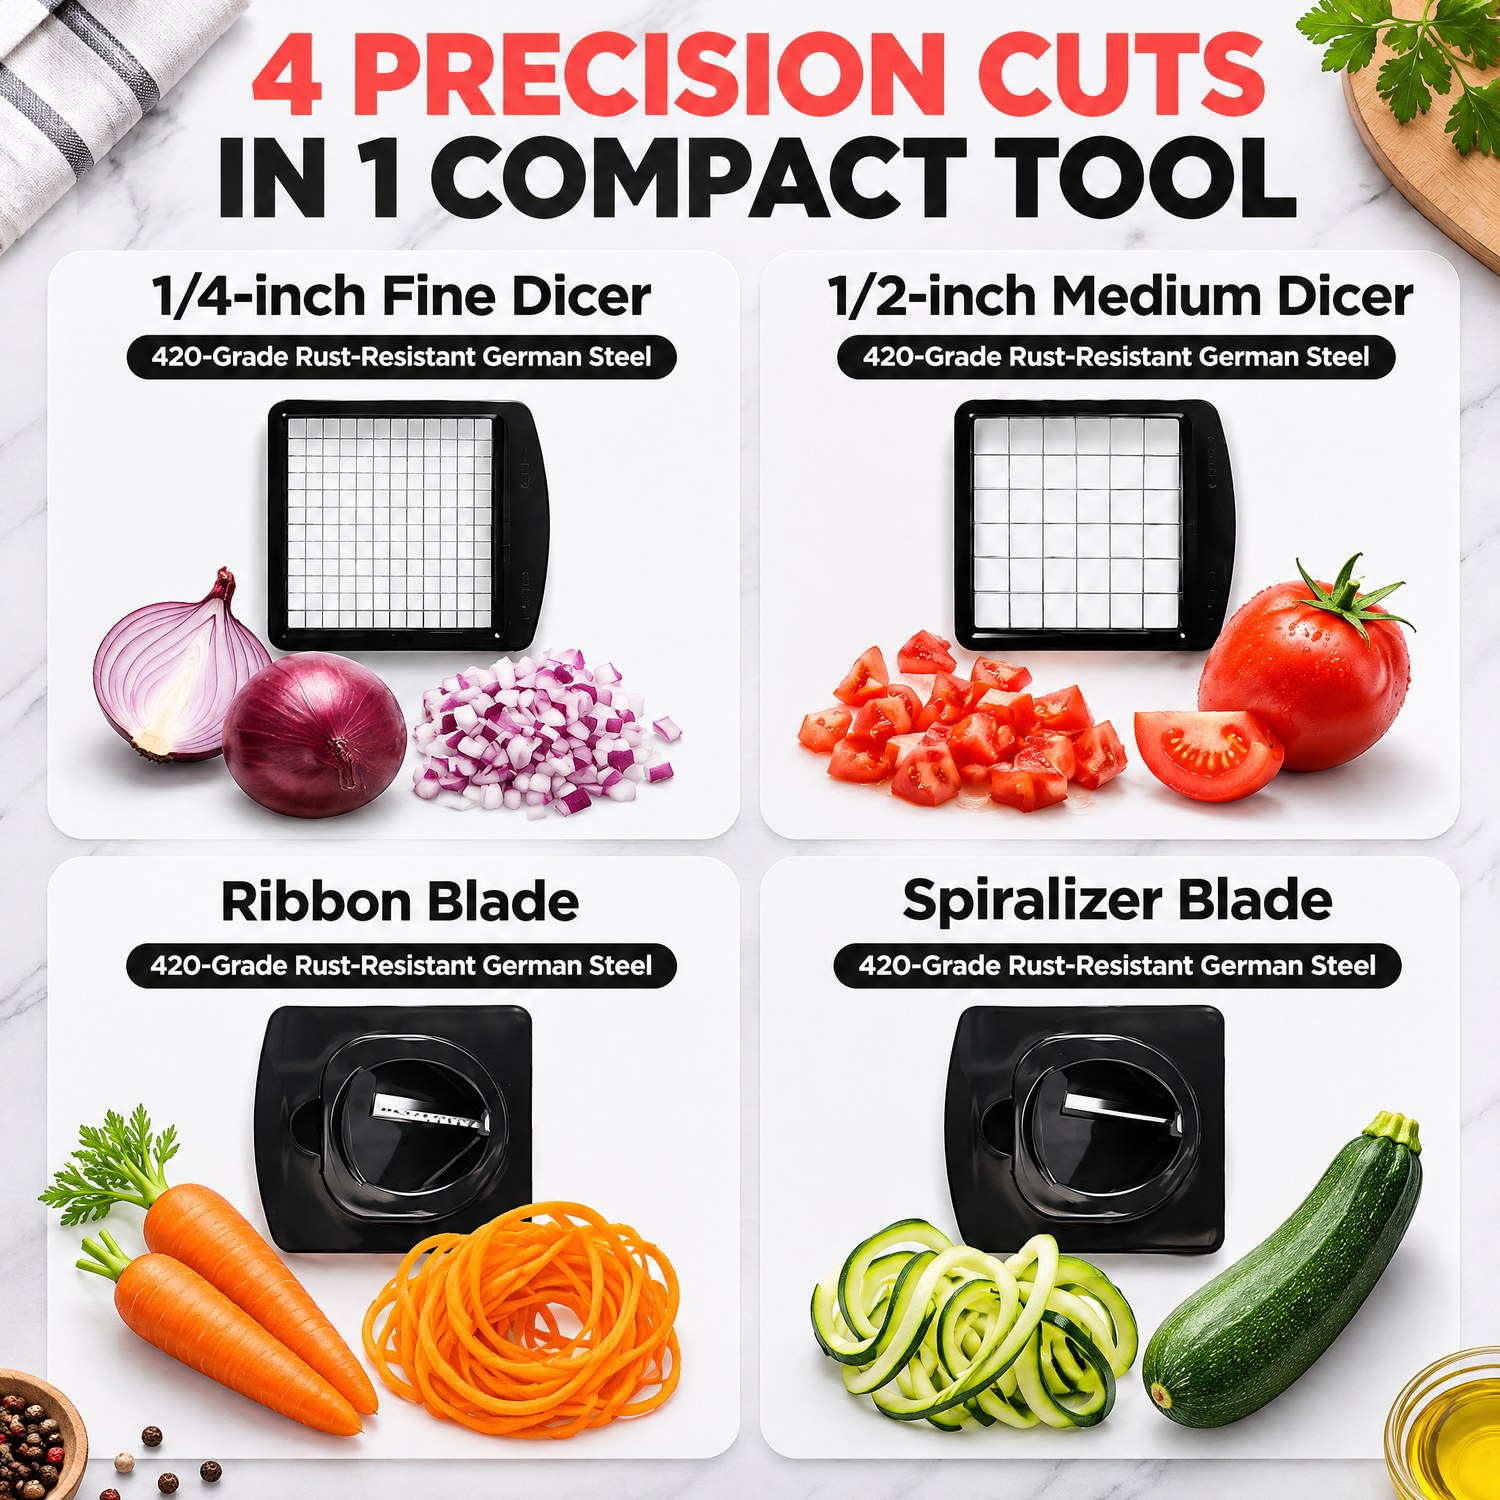 4 PRECISION CUTS
IN 1 COMPACT TOOL
1/4-inch Fine Dicer
420-Grade Rust-Resistant German Steel
1/2-inch Medium Dicer
420-Grade Rust-Resistant German Steel
Ribbon Blade
420-Grade Rust-Resistant German Steel
Spiralizer Blade
420-Grade Rust-Resistant German Steel